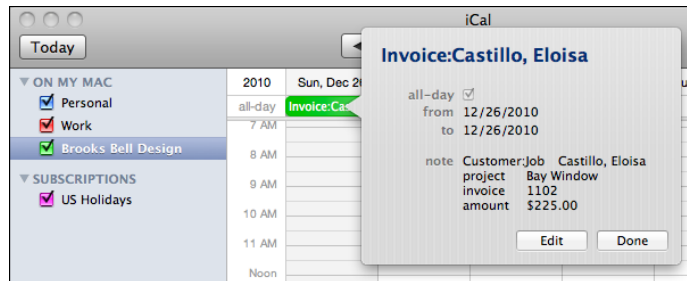 iCal
Today
ON MY MAC
Personal
Work
Brooks Bell Design
SUBSCRIPTIONS
US Holidays
2010
Sun, Dec 26
all-day
Invoice:Cas
7 AM
8 AM
9 AM
10 AM
11 AM
Noon
Invoice:Castillo, Eloisa
all-day
from 12/26/2010
to 12/26/2010
note Customer:Job Castillo, Eloisa
project Bay Window
invoice 1102
amount $225.00
Edit Done